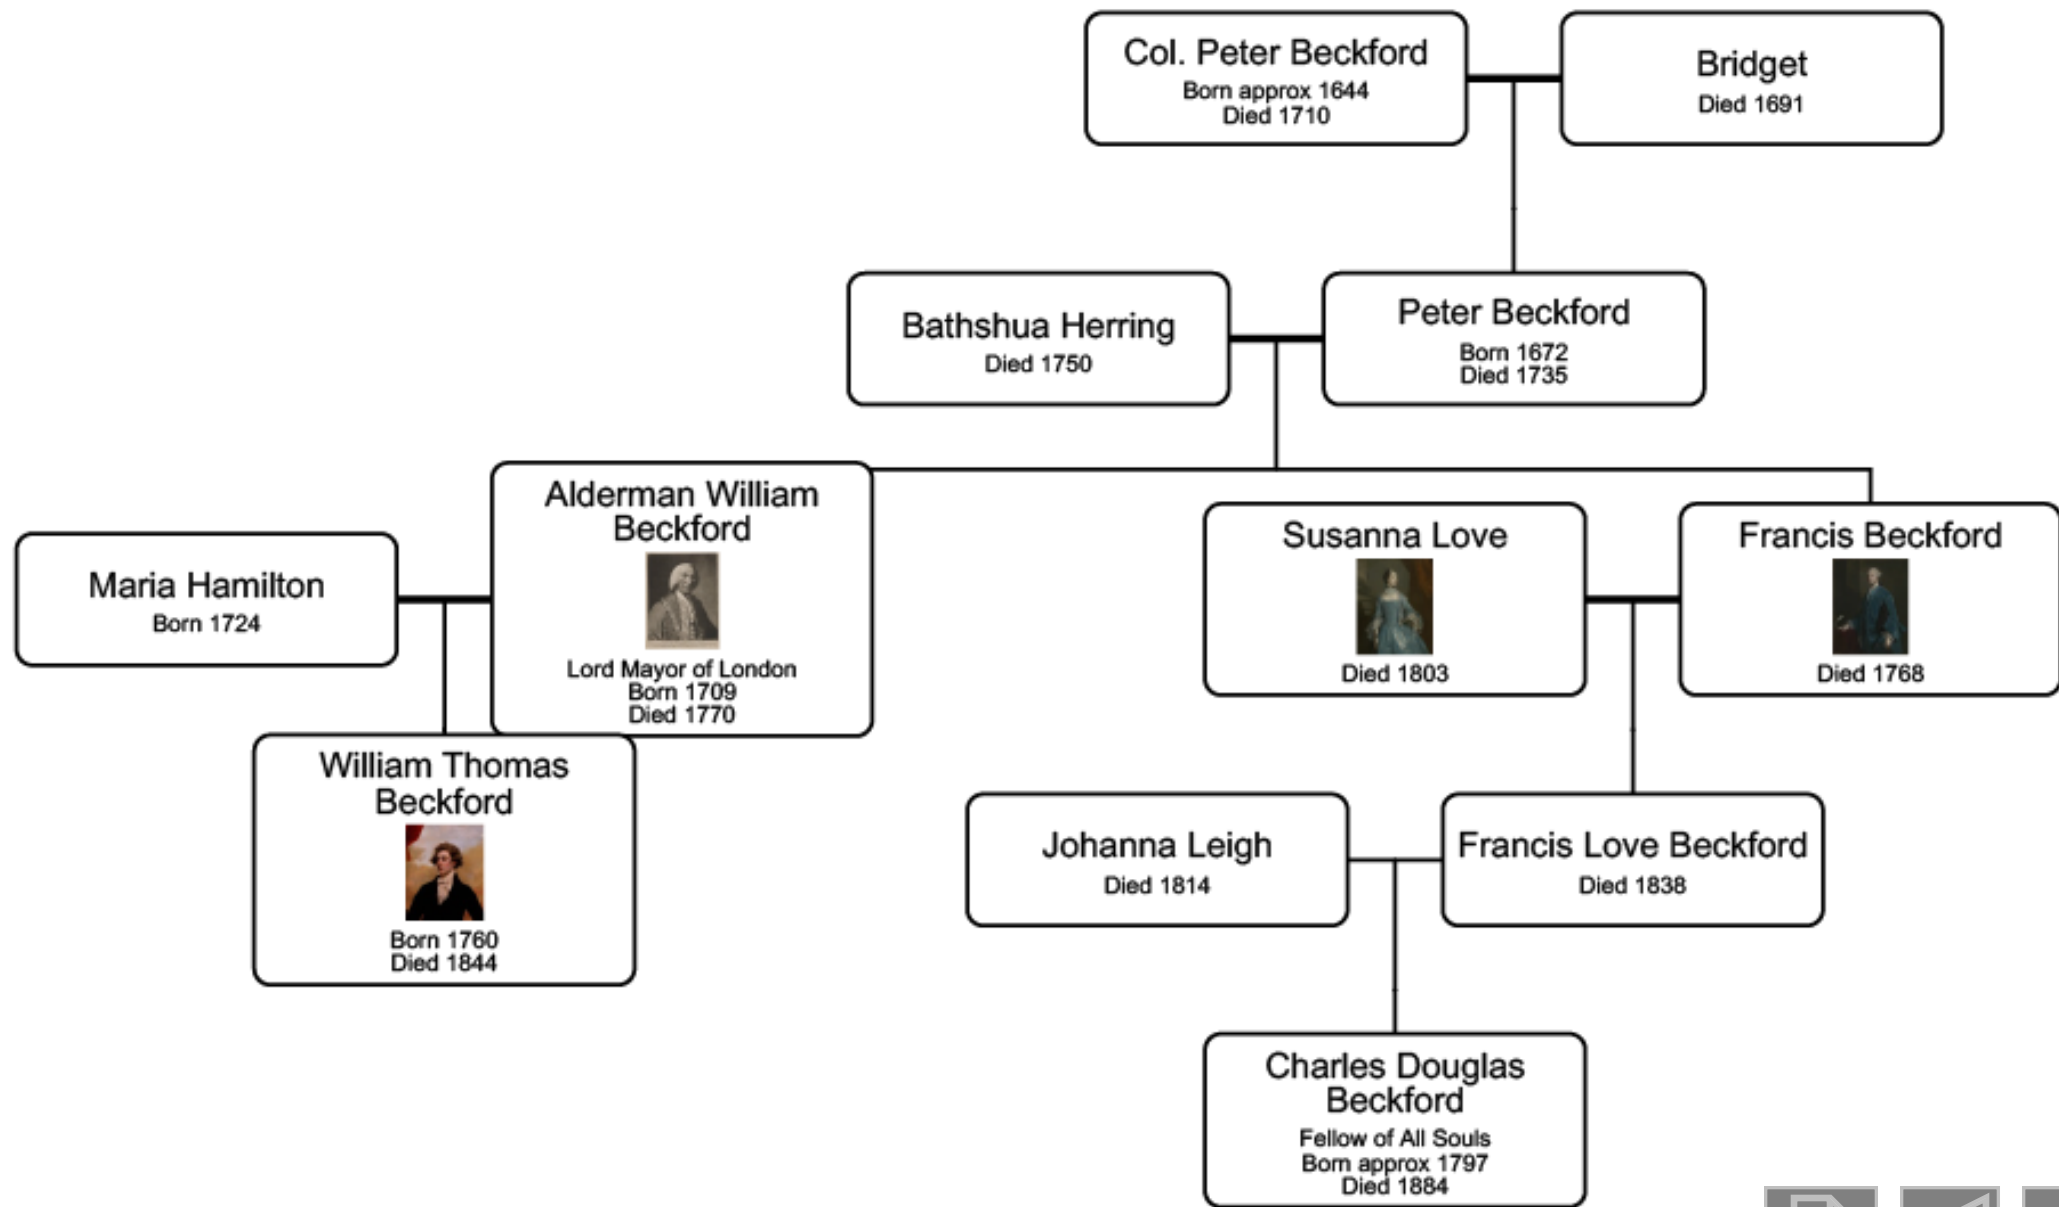 Col. Peter Beckford
Born approx 1644
Died 1710
Bridget
Died 1691
Bathshua Herring
Died 1750
Peter Beckford
Born 1672
Died 1735
Maria Hamilton
Born 1724
Alderman William
Beckford
Lord Mayor of London
Born 1709
Died 1770
Susanna Love
Died 1803
Francis Beckford
Died 1768
William Thomas
Beckford
Born 1760
Died 1844
Johanna Leigh
Died 1814
Francis Love Beckford
Died 1838
Charles Douglas
Beckford
Fellow of All Souls
Born approx 1797
Died 1884